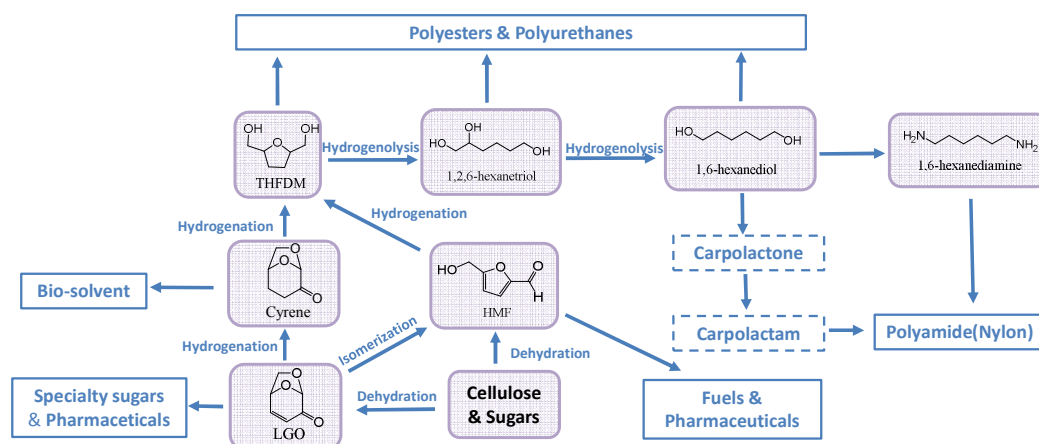 Polyesters & Polyurethanes
OH
OH
O
THFDM
Hydrogenolysis
OH
HO
OH
1,2,6-hexanetriol
Hydrogenolysis
HO
OH
1,6-hexanediol
H2N
NH2
1,6-hexanediamine
Hydrogenation
Hydrogenation
O
O
O
Cyrene
Bio-solvent
HO
O
O
H
HMF
Carpolactone
Carpolactam
Polyamide(Nylon)
Hydrogenation
Isomerization
Dehydration
Specialty sugars
& Pharmaceticals
O
O
O
LGO
Dehydration
Cellulose
& Sugars
Fuels &
Pharmaceuticals